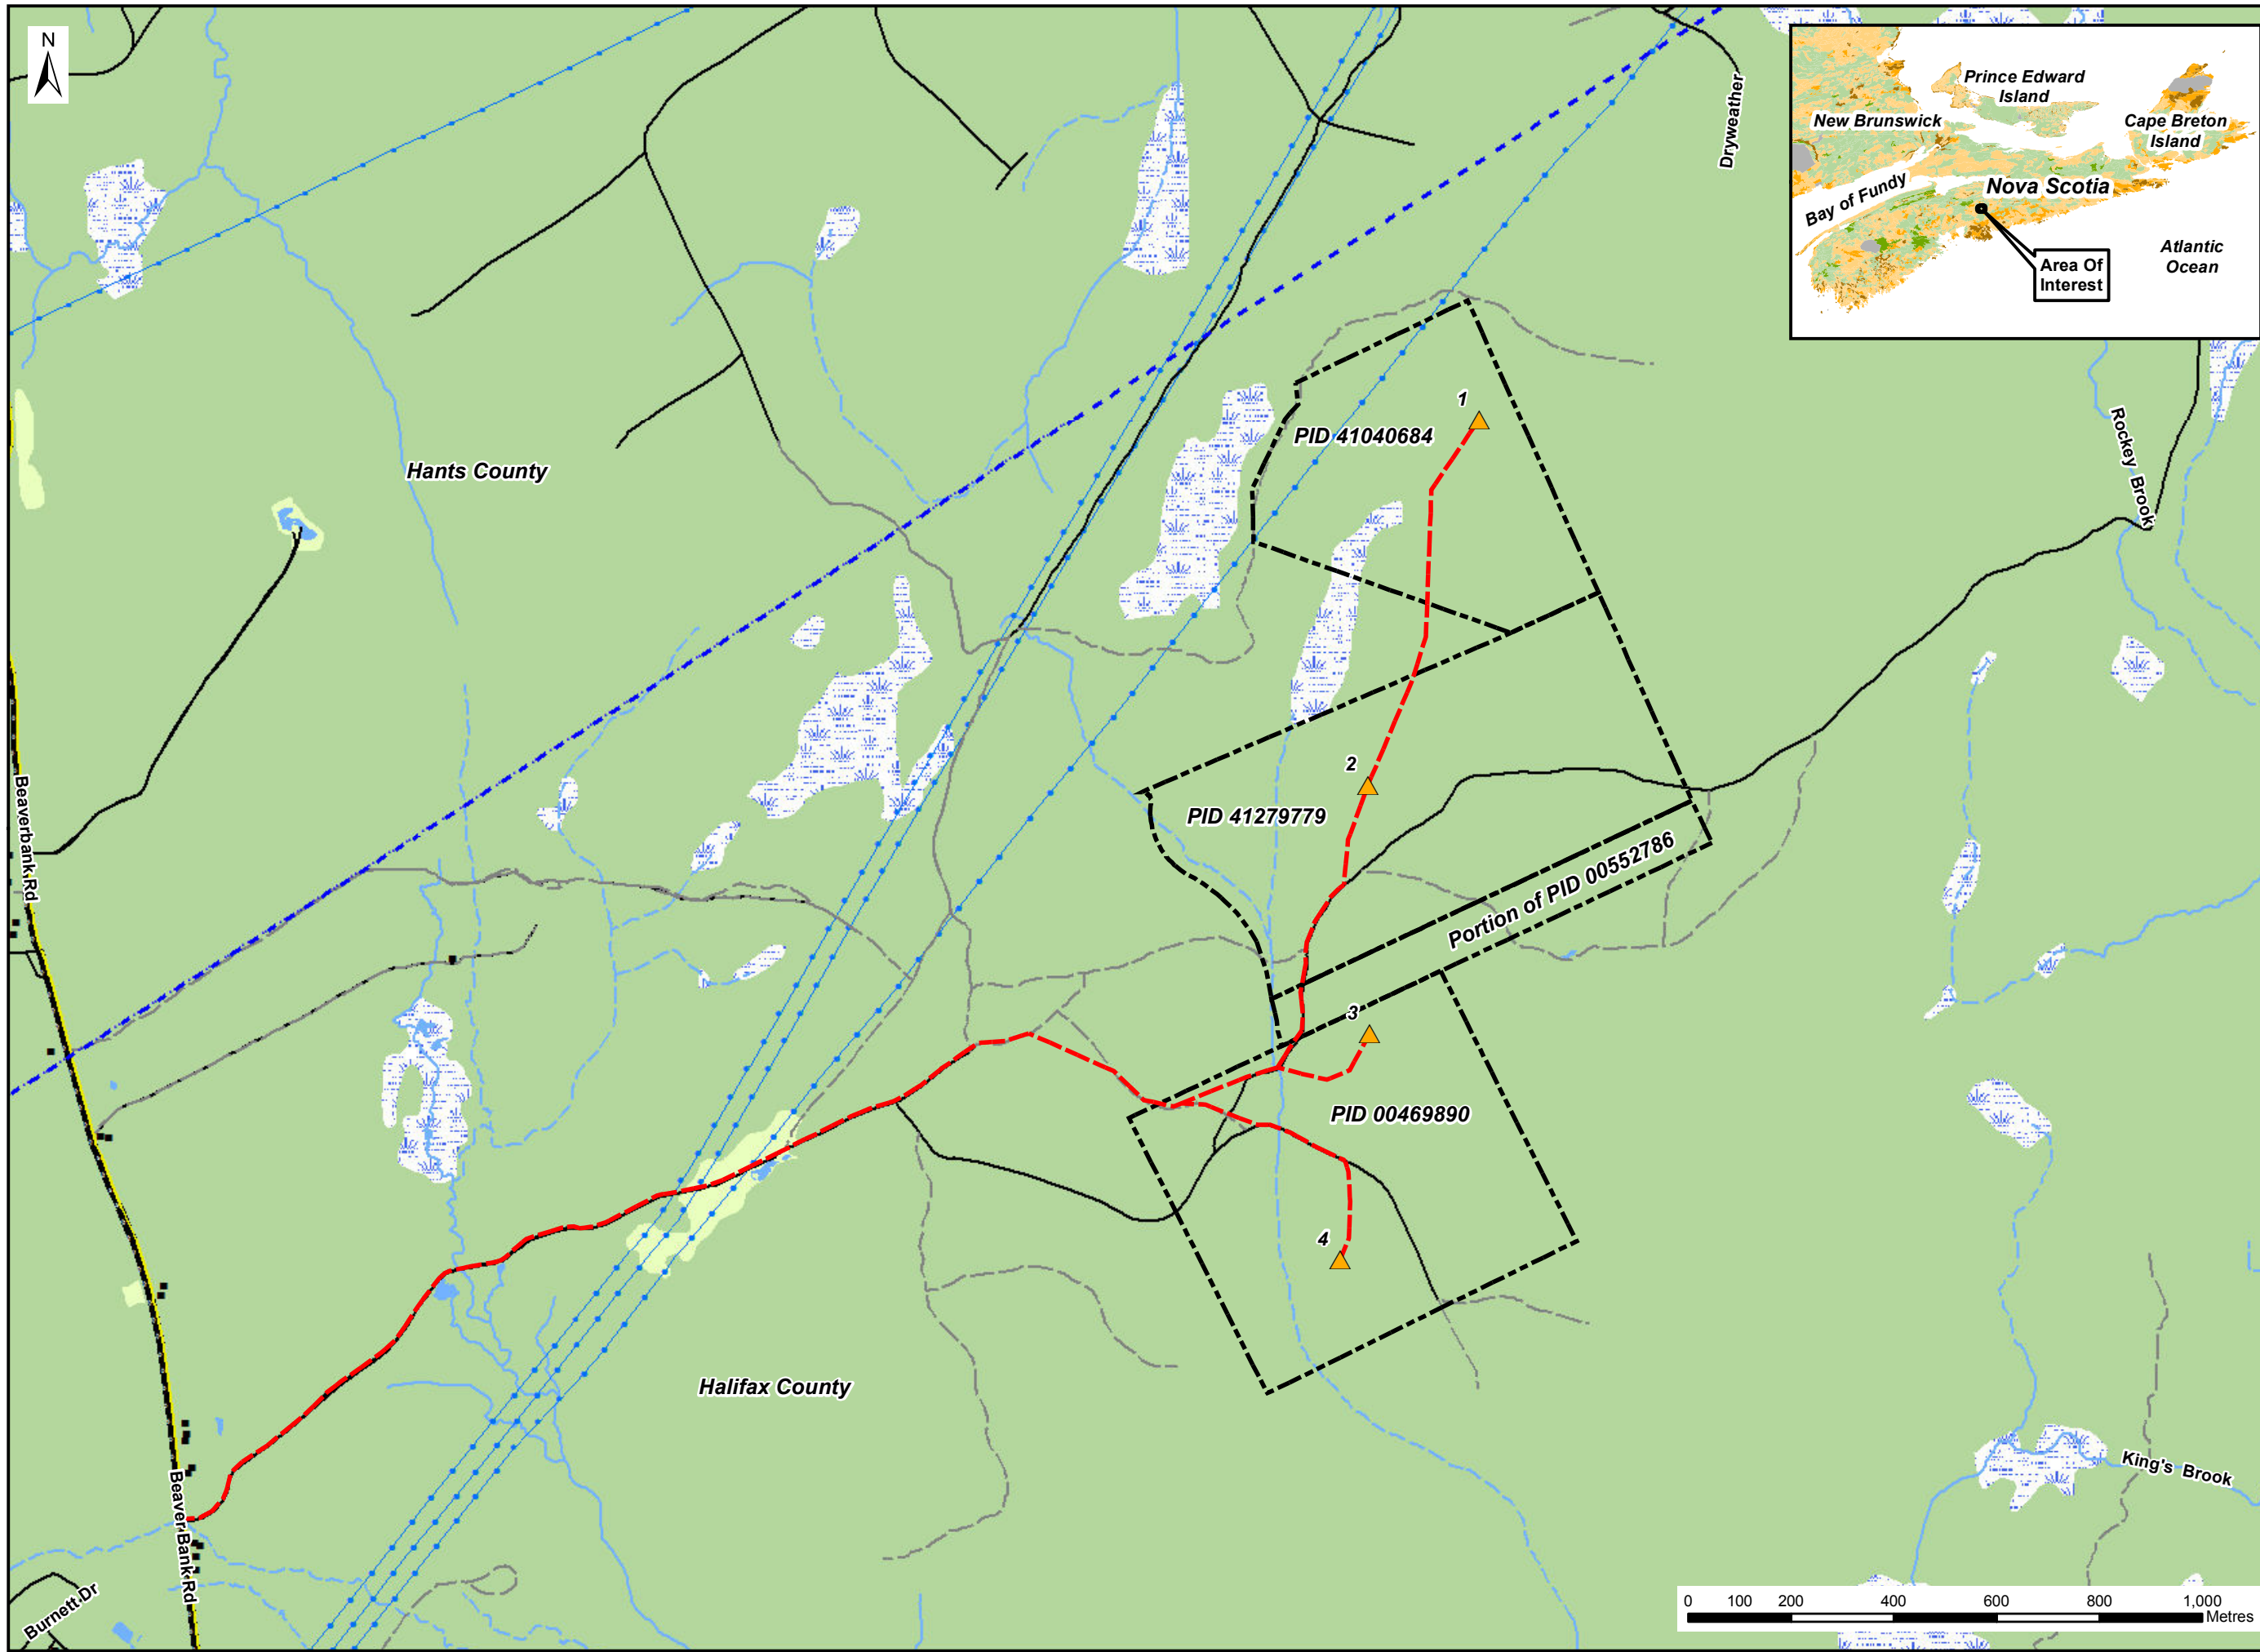 N
Prince Edward
Island
New Brunswick
Cape Breton
Island
Nova Scotia
Bay of Fundy
Atlantic
Ocean
Area Of
Interest
Dryweather
Rockey Brook
1
PID 41040684
Hants County
2
PID 41279779
Beaverbank Rd
Portion of PID 00552786
3
PID 00469890
4
Halifax County
King's Brook
Beaver Bank Rd
Burnett Dr
0 100 200 400 600 800 1,000
Metres